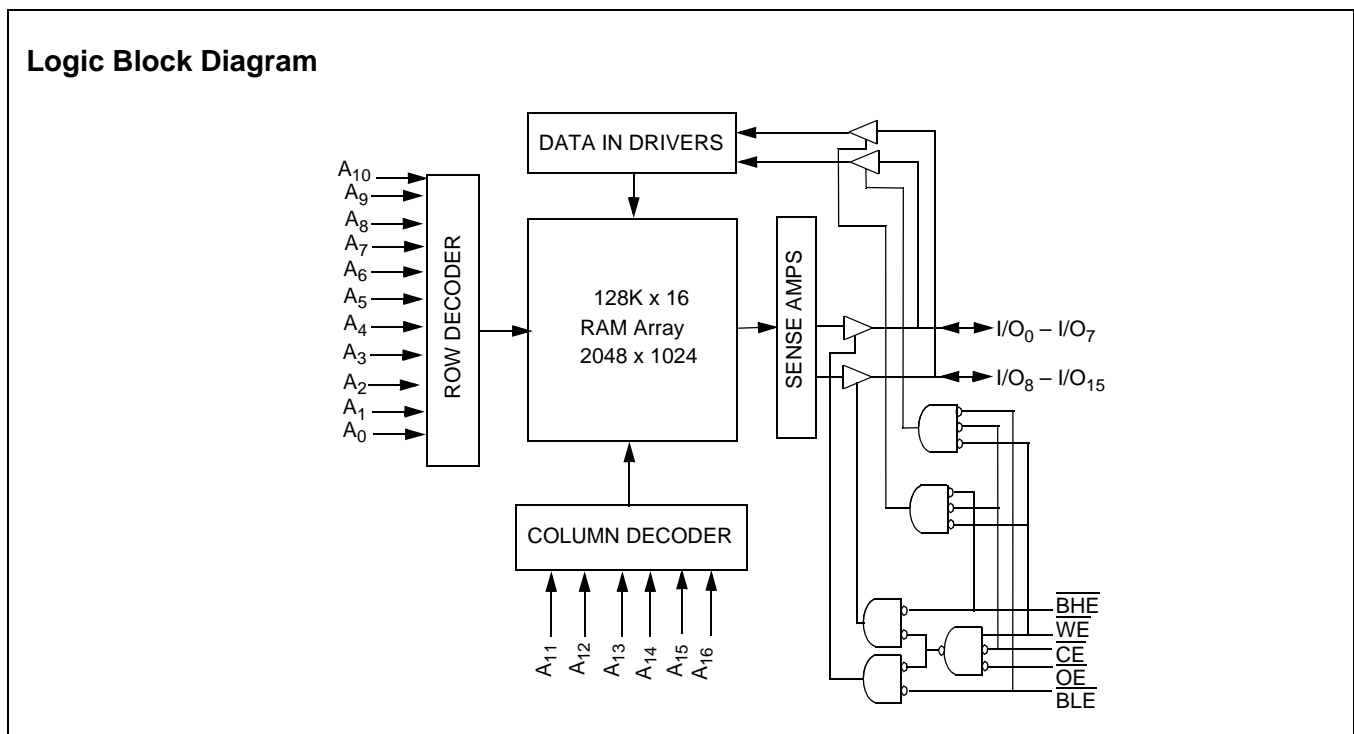 Logic Block Diagram
DATA IN DRIVERS
A10
A9
A8
A7
A6
A5
A4
A3
A2
A1
A0
ROW DECODER
128K x 16
RAM Array
2048 x 1024
SENSE AMPS
I/O0 – I/O7
I/O8 – I/O15
COLUMN DECODER
A11
A12
A13
A14
A15
A16
BHE
WE
CE
OE
BLE